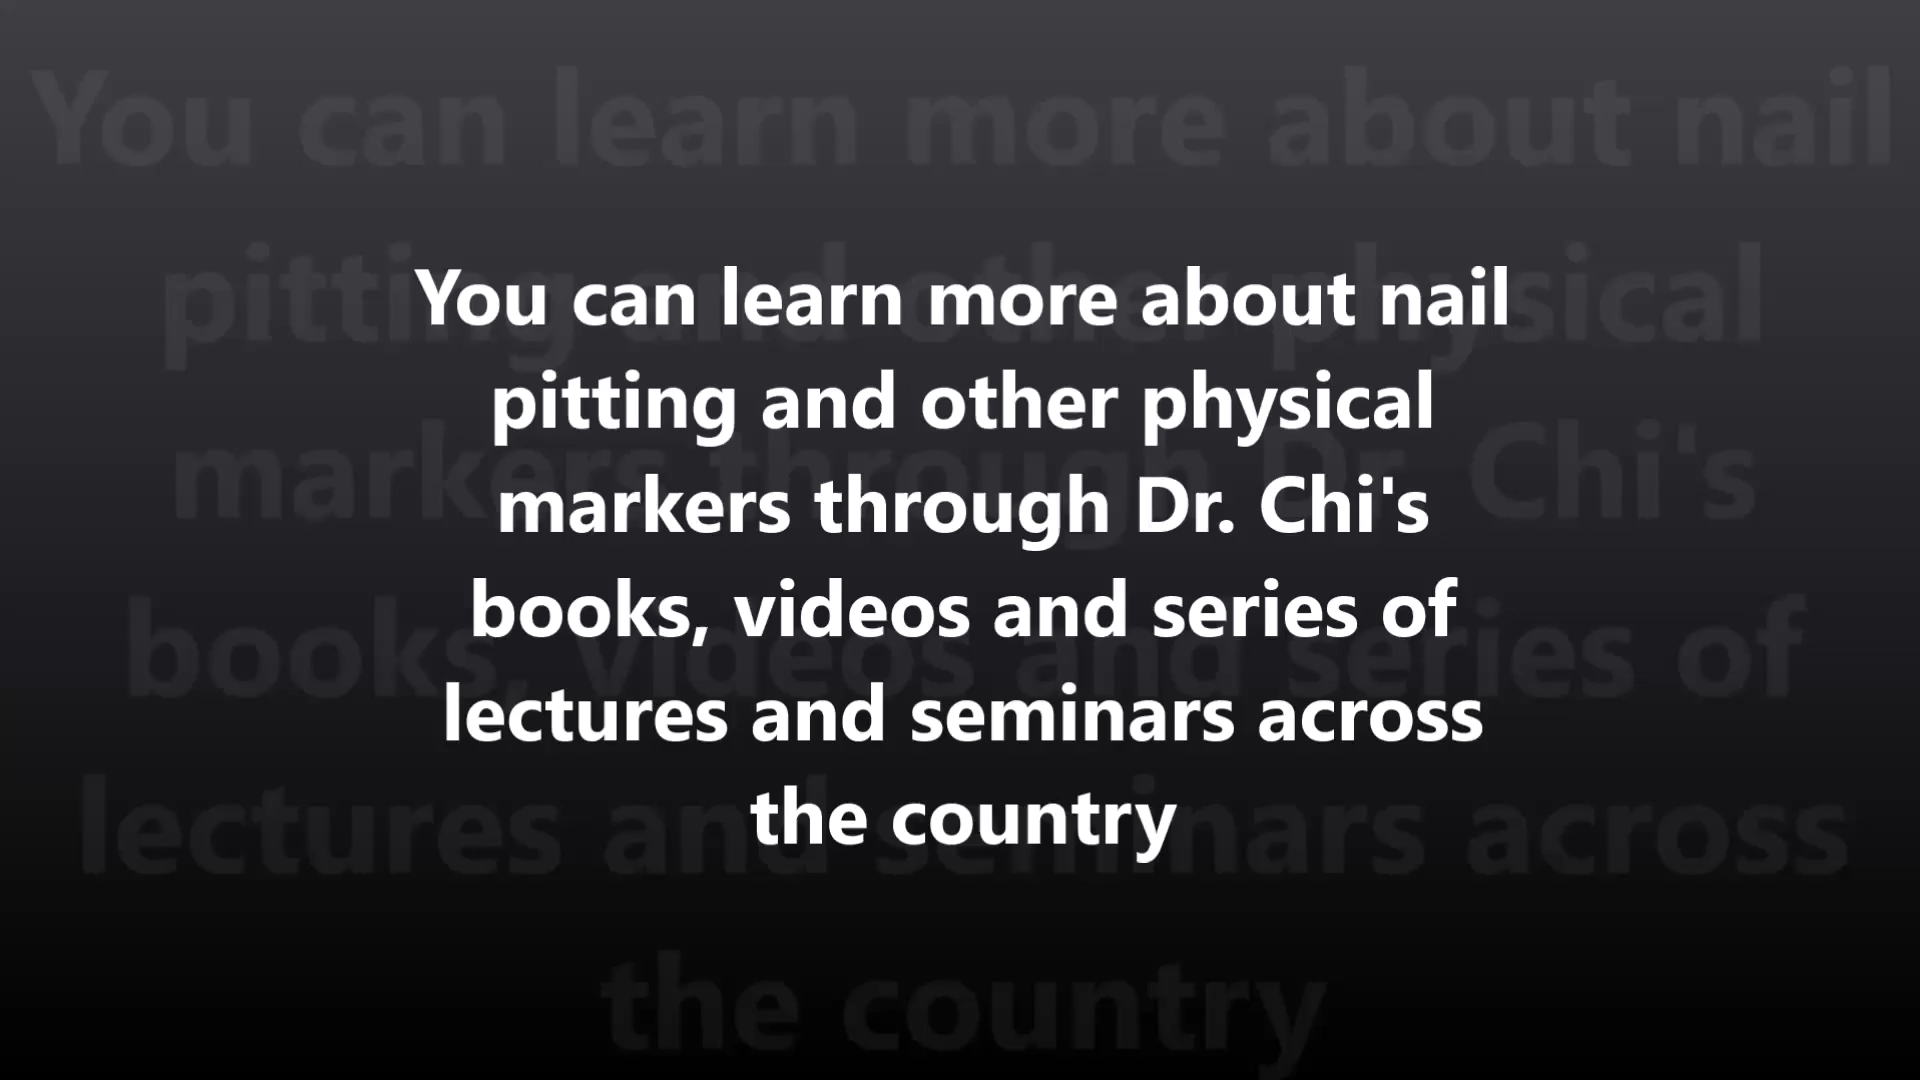 You can learn more about nail
pitting and other physical
markers through Dr. Chi's
books, videos and series of
lectures and seminars across
the country